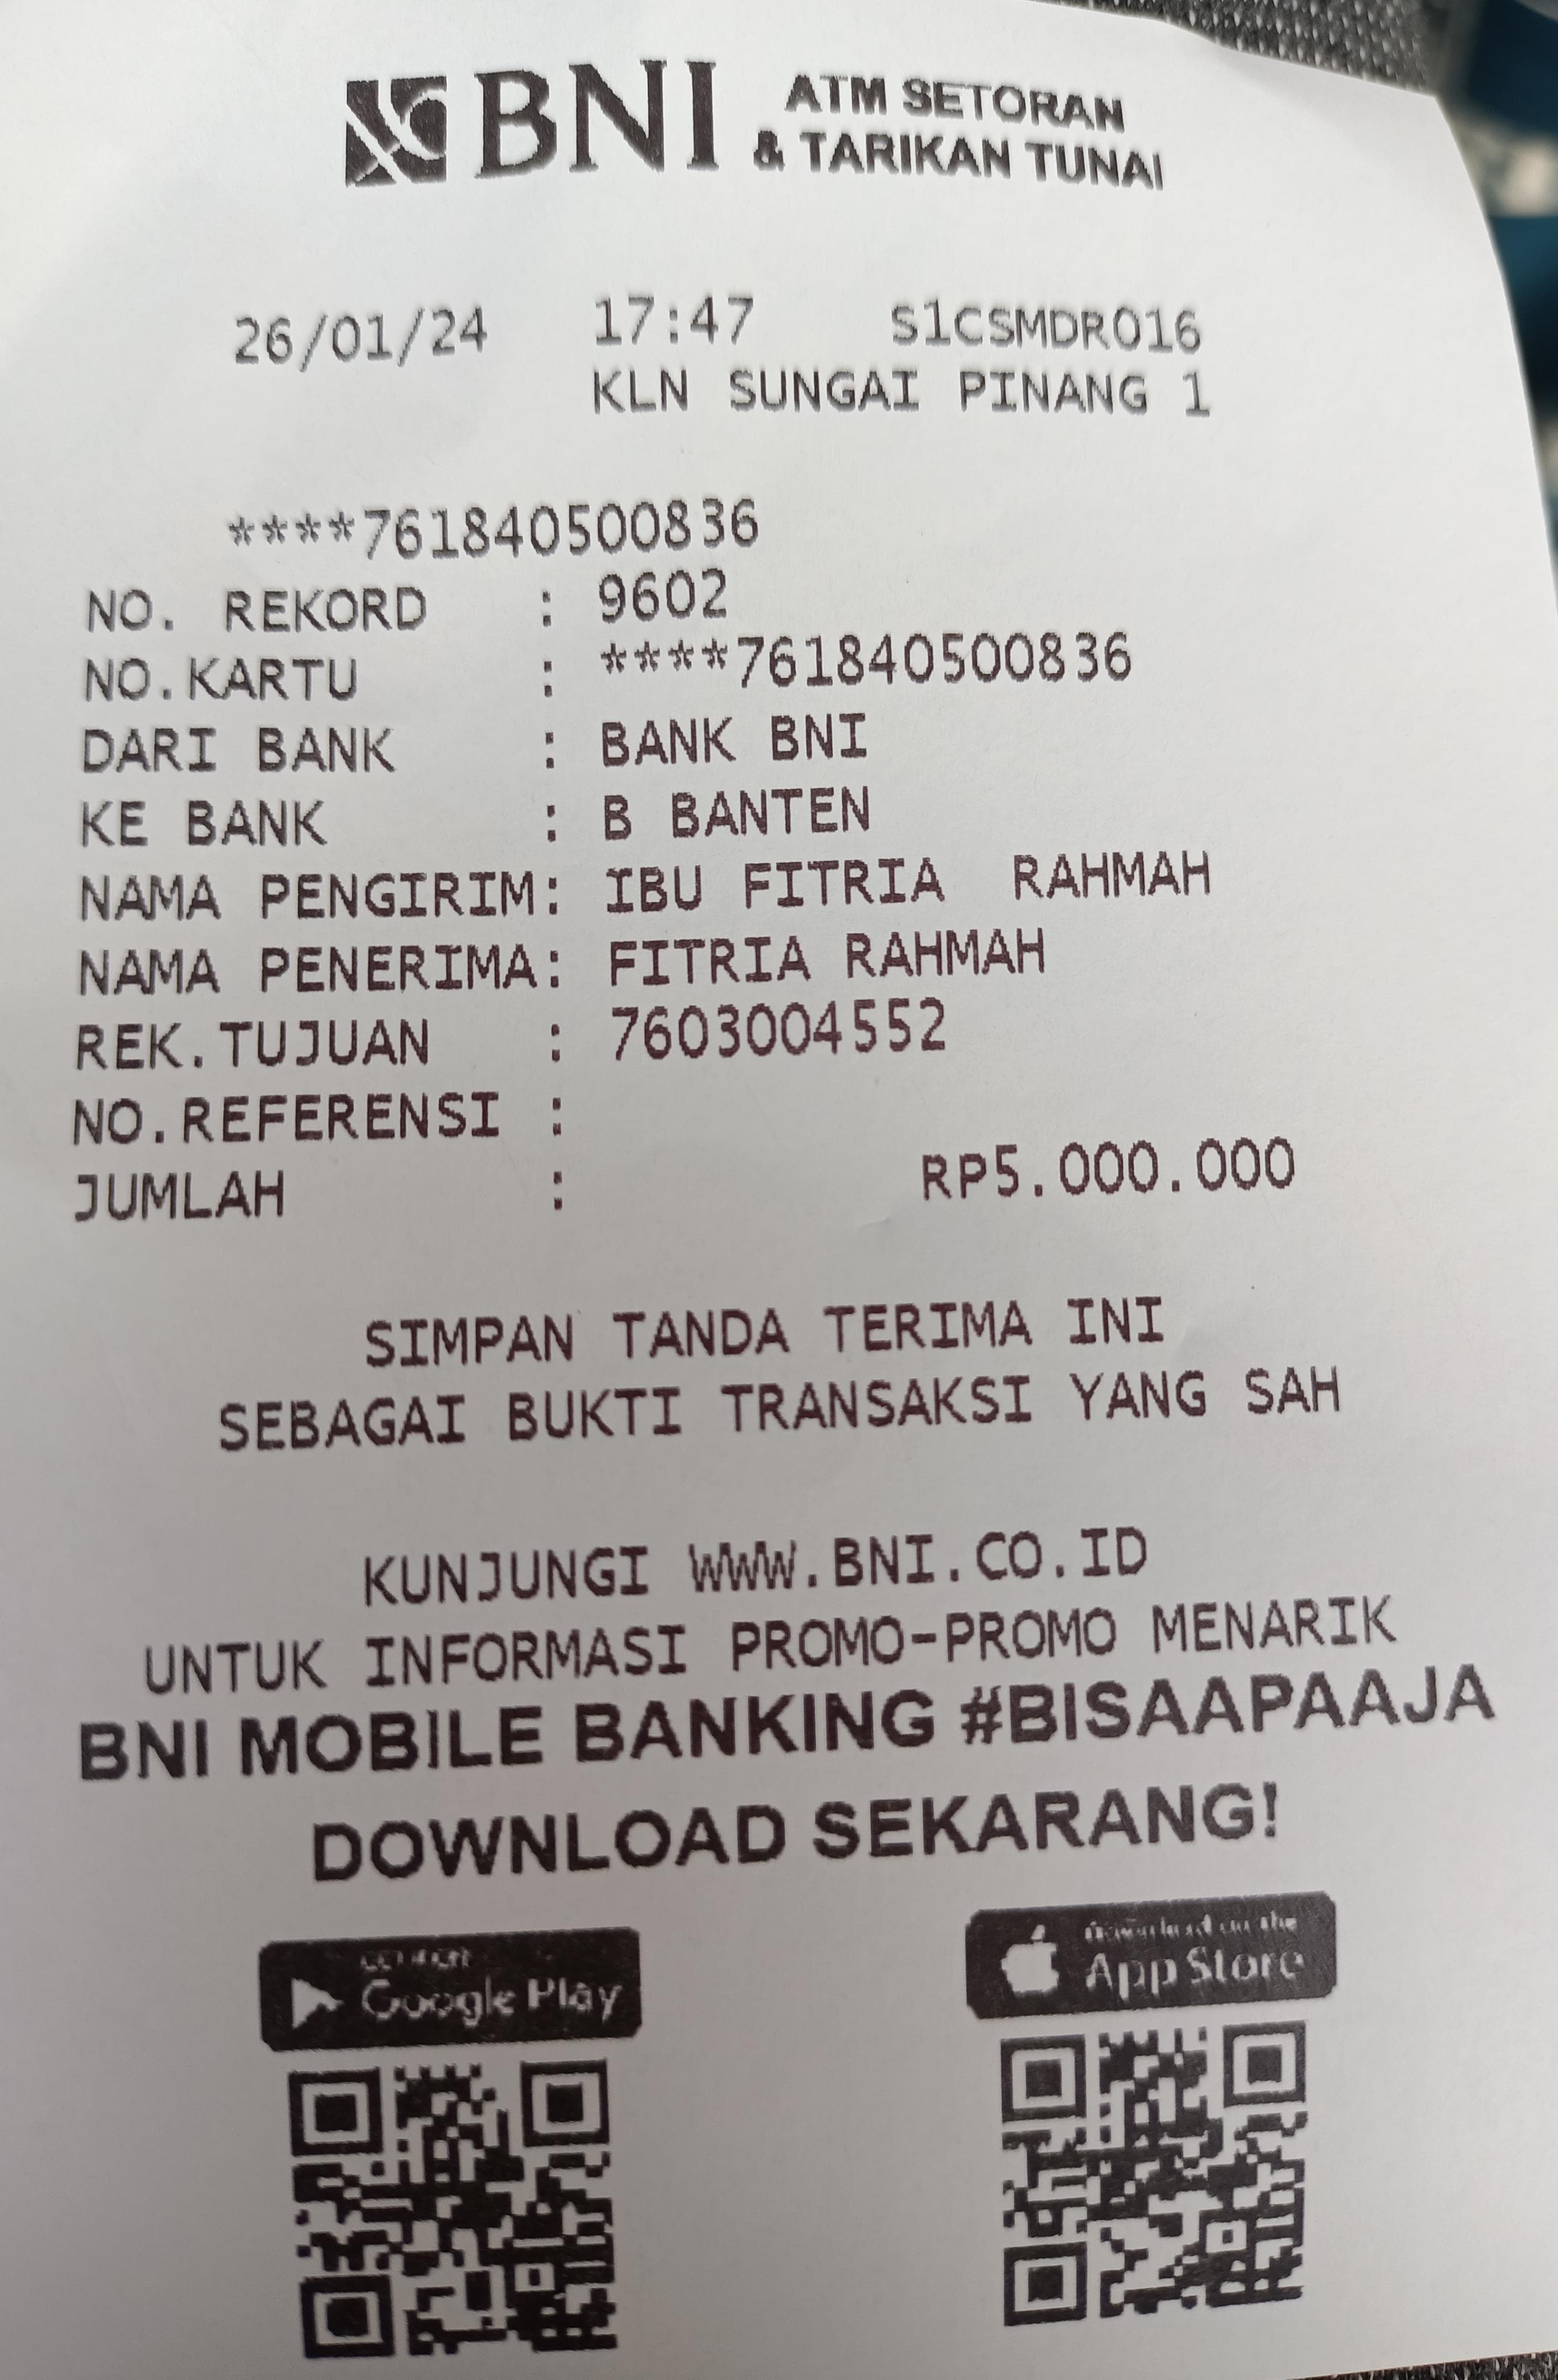 BNI ATM SETORAN
& TARIKAN TUNAI
26/01/24 17:47 S1CSMDR016
KLN SUNGAI PINANG 1
****761840500836
NO. REKORD : 9602
NO.KARTU : ****761840500836
DARI BANK : BANK BNI
KE BANK : B BANTEN
NAMA PENGIRIM: IBU FITRIA RAHMAH
NAMA PENERIMA: FITRIA RAHMAH
REK.TUJUAN : 7603004552
NO.REFERENSI :
JUMLAH : RP5.000.000
SIMPAN TANDA TERIMA INI
SEBAGAI BUKTI TRANSAKSI YANG SAH
KUNJUNGI WWW.BNI.CO.ID
UNTUK INFORMASI PROMO-PROMO MENARIK
BNI MOBILE BANKING #BISAAPAAJA
DOWNLOAD SEKARANG!
Google Play
Download on the
App Store